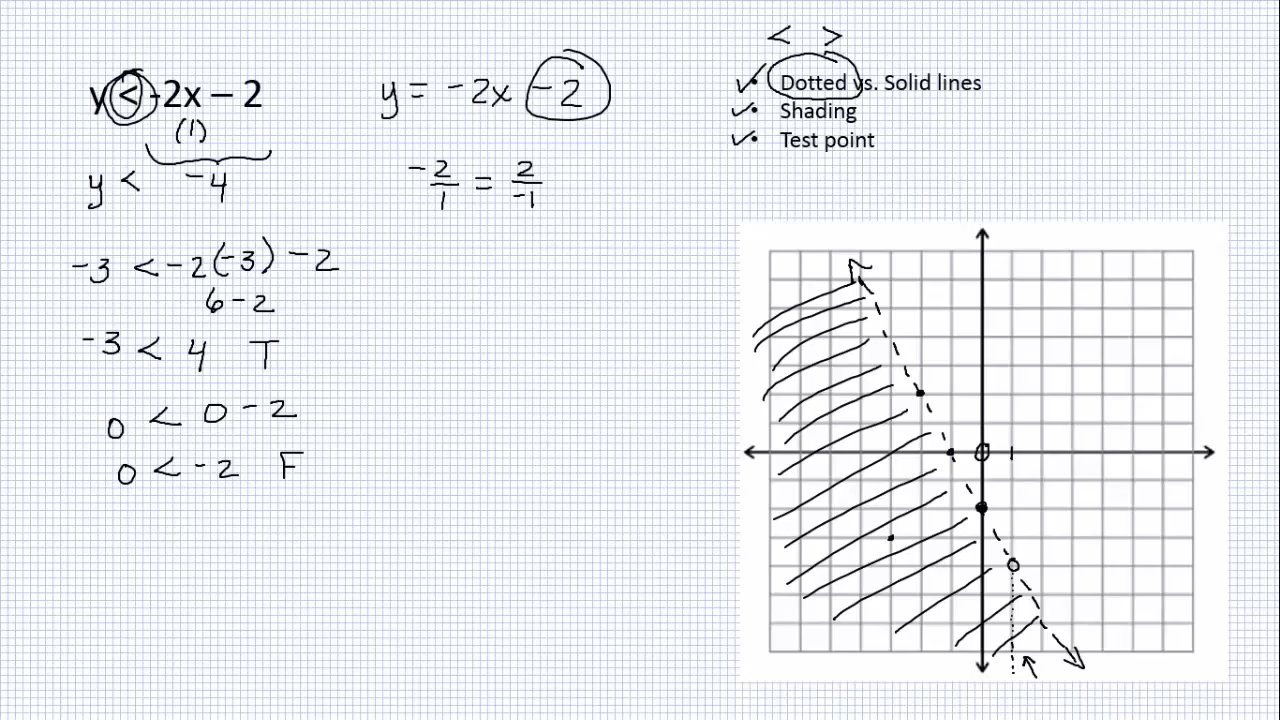 y < -2x – 2
(1)
y < -4
-3 < -2(-3) - 2
6 - 2
-3 < 4 T
0 < 0 - 2
0 < -2 F
y = -2x - 2
-2/1 = 2/-1
< >
✓• Dotted vs. Solid lines
✓• Shading
✓• Test point
0 1